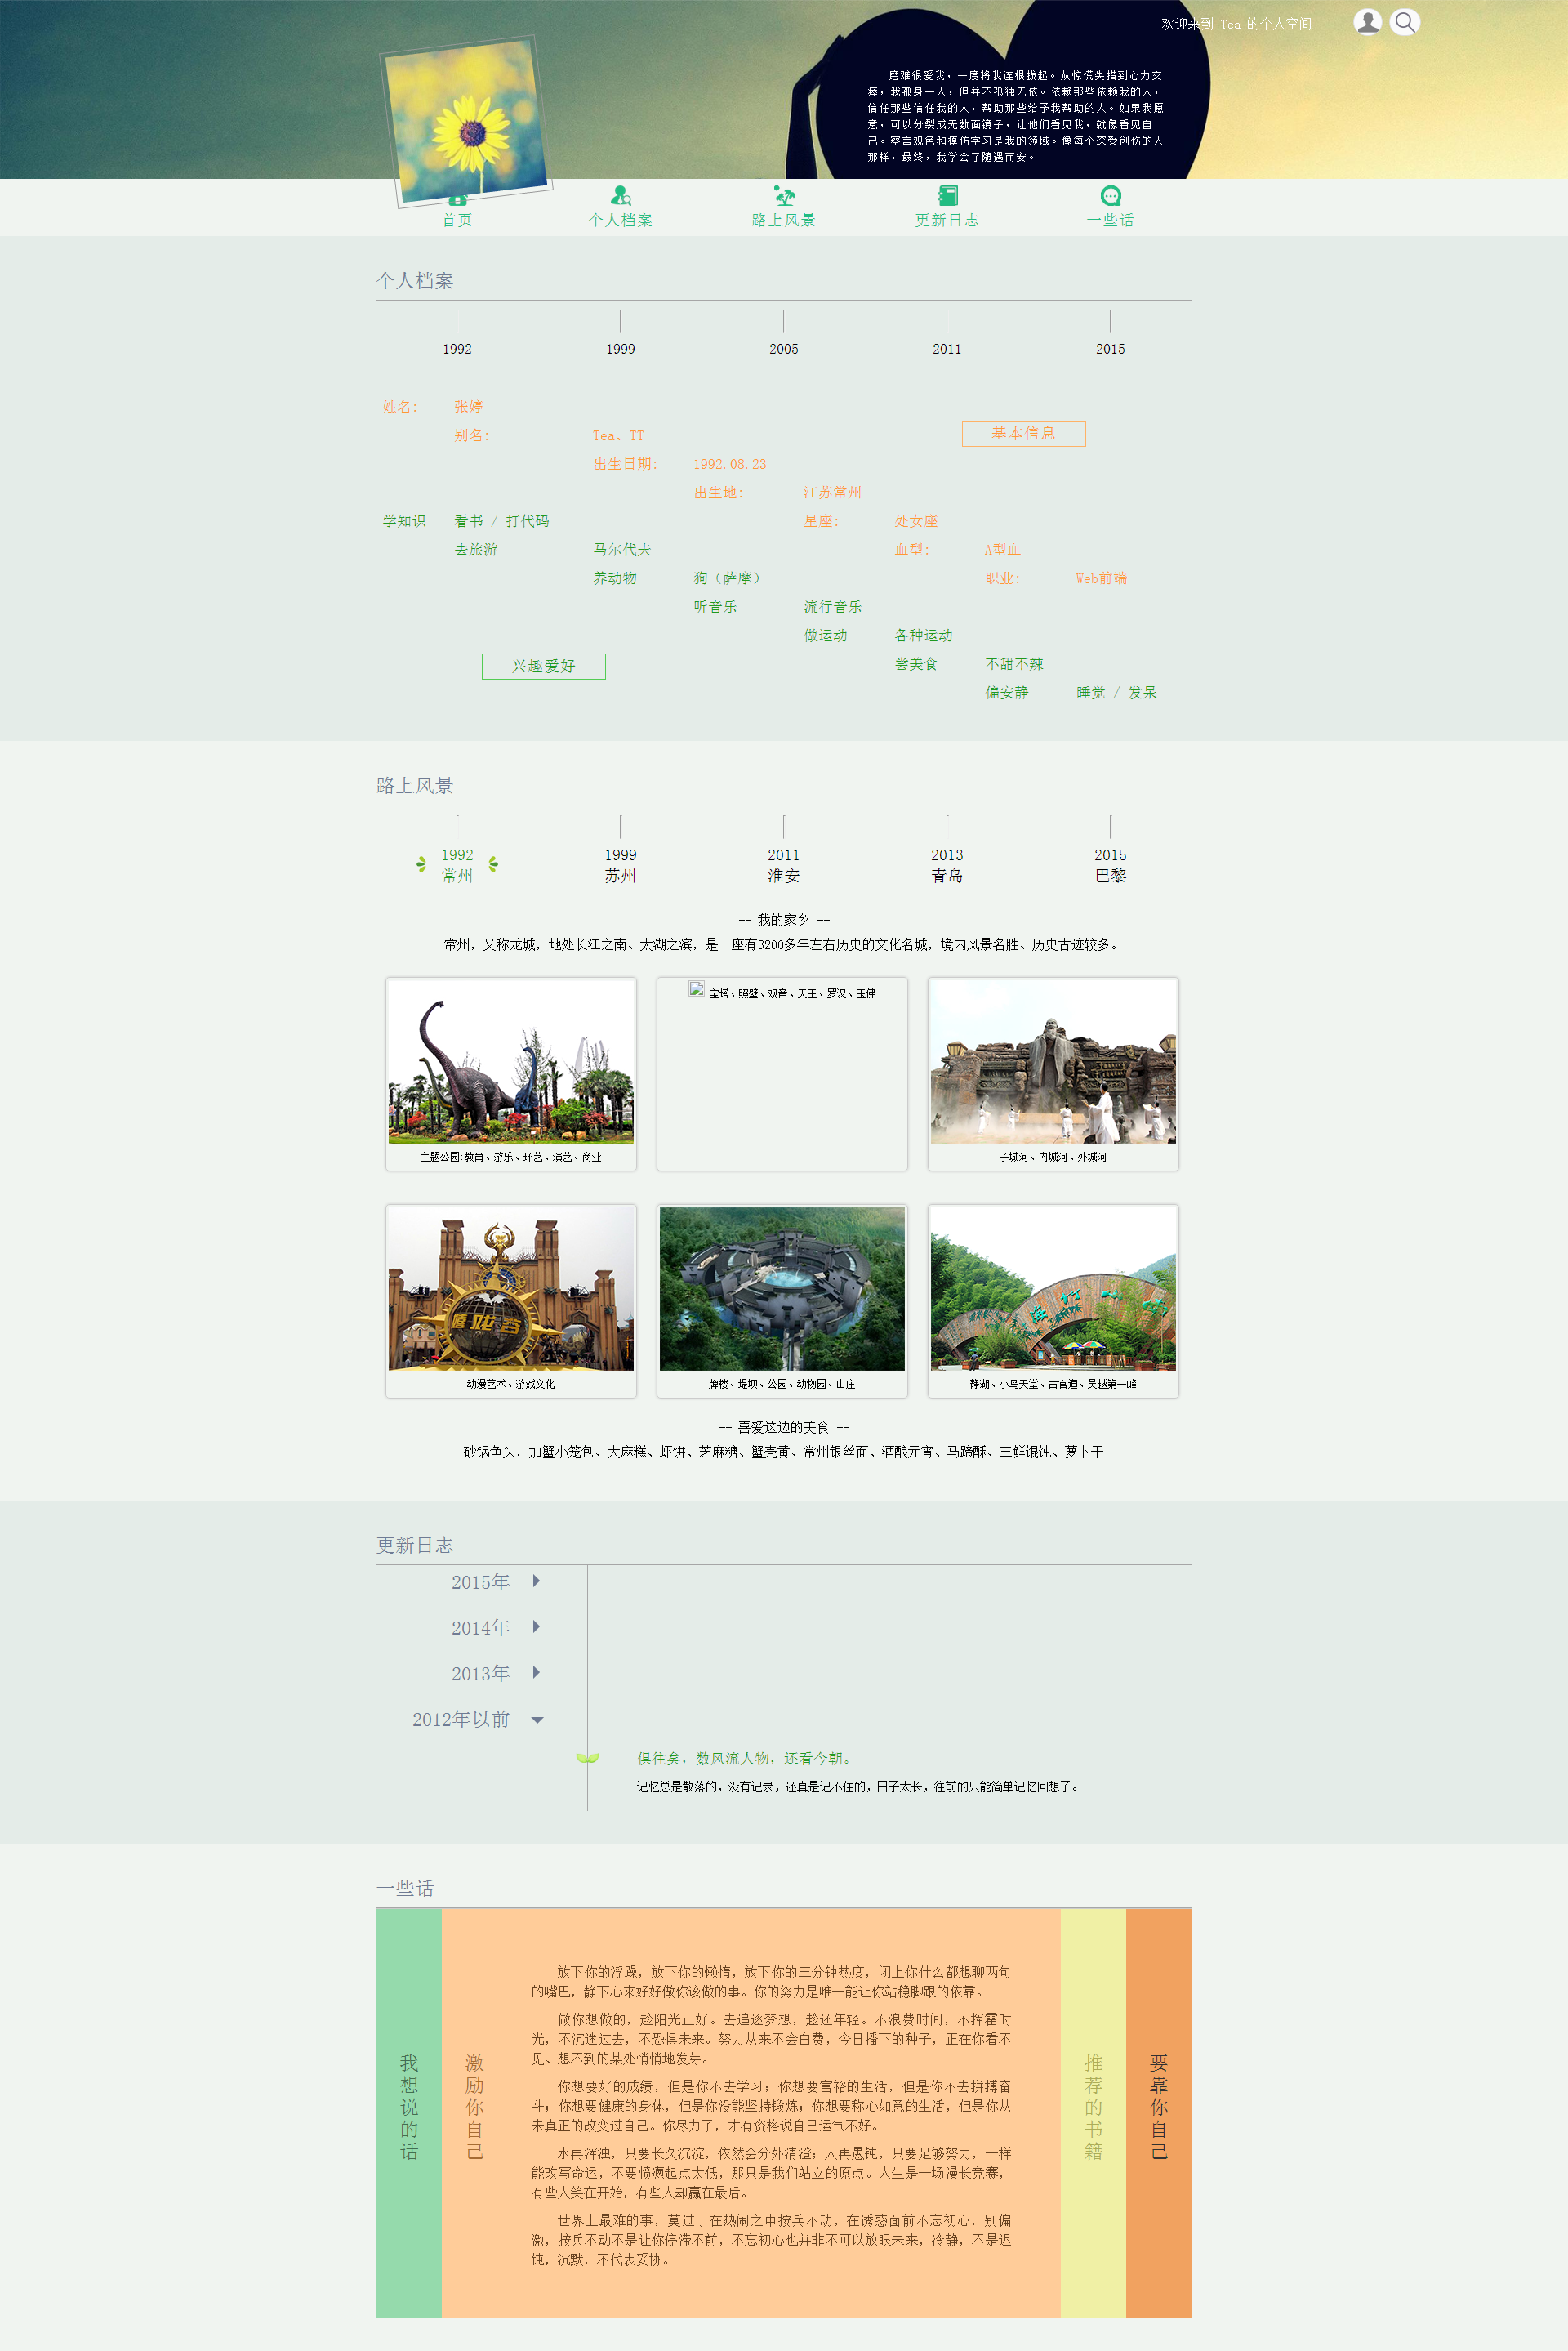 欢迎来到 Tea 的个人空间
磨难很爱我，一度将我连根拔起。从惊慌失措到心力交
瘁，我孤身一人，但并不孤独无依。依赖那些依赖我的人，
信任那些信任我的人，帮助那些给予我帮助的人。如果我愿
意，可以分裂成无数面镜子，让他们看见我，就像看见自
己。察言观色和模仿学习是我的领域。像每个深受创伤的人
那样，最终，我学会了随遇而安。
首页
个人档案
路上风景
更新日志
一些话
个人档案
1992
1999
2005
2011
2015
姓名: 张婷
别名: Tea、TT
基本信息
出生日期: 1992.08.23
出生地: 江苏常州
学知识 看书 / 打代码
星座: 处女座
去旅游 马尔代夫
血型: A型血
养动物 狗（萨摩）
职业: Web前端
听音乐 流行音乐
做运动 各种运动
尝美食 不甜不辣
兴趣爱好
偏安静 睡觉 / 发呆
路上风景
1992
常州
1999
苏州
2011
淮安
2013
青岛
2015
巴黎
-- 我的家乡 --
常州，又称龙城，地处长江之南、太湖之滨，是一座有3200多年左右历史的文化名城，境内风景名胜、历史古迹较多。
宝塔、照壁、观音、天王、罗汉、玉佛
主题公园:教育、游乐、环艺、演艺、商业
子城河、内城河、外城河
嬉戏谷
动漫艺术、游戏文化
牌楼、堤坝、公园、动物园、山庄
静湖、小鸟天堂、古官道、吴越第一峰
-- 喜爱这边的美食 --
砂锅鱼头，加蟹小笼包、大麻糕、虾饼、芝麻糖、蟹壳黄、常州银丝面、酒酿元宵、马蹄酥、三鲜馄饨、萝卜干
更新日志
2015年
2014年
2013年
2012年以前
俱往矣，数风流人物，还看今朝。
记忆总是散落的，没有记录，还真是记不住的，日子太长，往前的只能简单记忆回想了。
一些话
我想说的话
激励你自己
放下你的浮躁，放下你的懒惰，放下你的三分钟热度，闭上你什么都想聊两句
的嘴巴，静下心来好好做你该做的事。你的努力是唯一能让你站稳脚跟的依靠。
做你想做的，趁阳光正好。去追逐梦想，趁还年轻。不浪费时间，不挥霍时
光，不沉迷过去，不恐惧未来。努力从来不会白费，今日播下的种子，正在你看不
见、想不到的某处悄悄地发芽。
你想要好的成绩，但是你不去学习；你想要富裕的生活，但是你不去拼搏奋
斗；你想要健康的身体，但是你没能坚持锻炼；你想要称心如意的生活，但是你从
未真正的改变过自己。你尽力了，才有资格说自己运气不好。
水再浑浊，只要长久沉淀，依然会分外清澄；人再愚钝，只要足够努力，一样
能改写命运，不要愤懑起点太低，那只是我们站立的原点。人生是一场漫长竞赛，
有些人笑在开始，有些人却赢在最后。
世界上最难的事，莫过于在热闹之中按兵不动，在诱惑面前不忘初心，别偏
激，按兵不动不是让你停滞不前，不忘初心也并非不可以放眼未来，冷静，不是迟
钝，沉默，不代表妥协。
推荐的书籍
要靠你自己